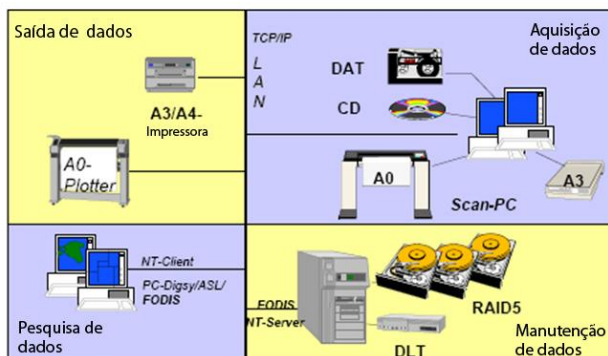 Saída de dados
A3/A4-
Impressora
A0-
Plotter
TCP/IP
L
A
N
Aquisição
de dados
DAT
CD
A0
A3
Scan-PC
NT-Client
PC-Digsy/ASL/
FODIS
Pesquisa de
dados
FODIS
NT-Server
RAID5
DLT
Manutenção
de dados